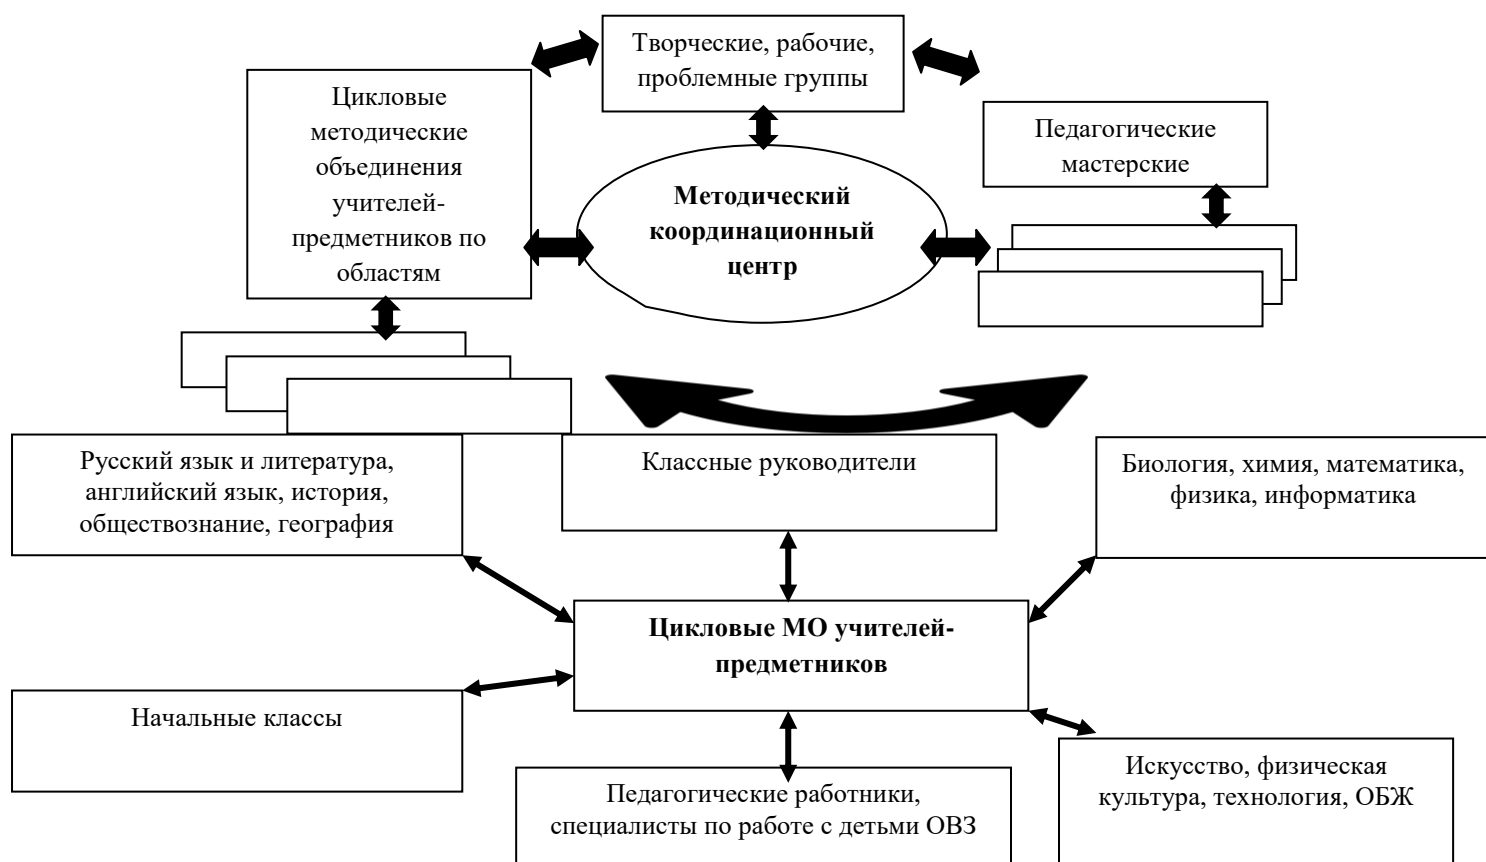 Творческие, рабочие,
проблемные группы
Цикловые
методические
объединения
учителей-
предметников по
областям
Педагогические
мастерские
Методический
координационный
центр
Русский язык и литература,
английский язык, история,
обществознание, география
Классные руководители
Биология, химия, математика,
физика, информатика
Цикловые МО учителей-
предметников
Начальные классы
Педагогические работники,
специалисты по работе с детьми ОВЗ
Искусство, физическая
культура, технология, ОБЖ